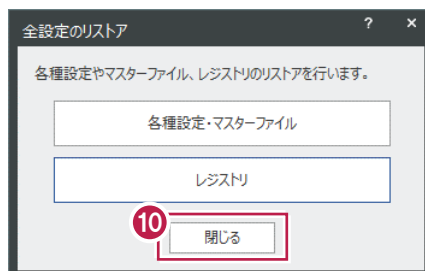 全設定のリストア ? ×
各種設定やマスターファイル、レジストリのリストアを行います。
各種設定・マスターファイル
レジストリ
10
閉じる